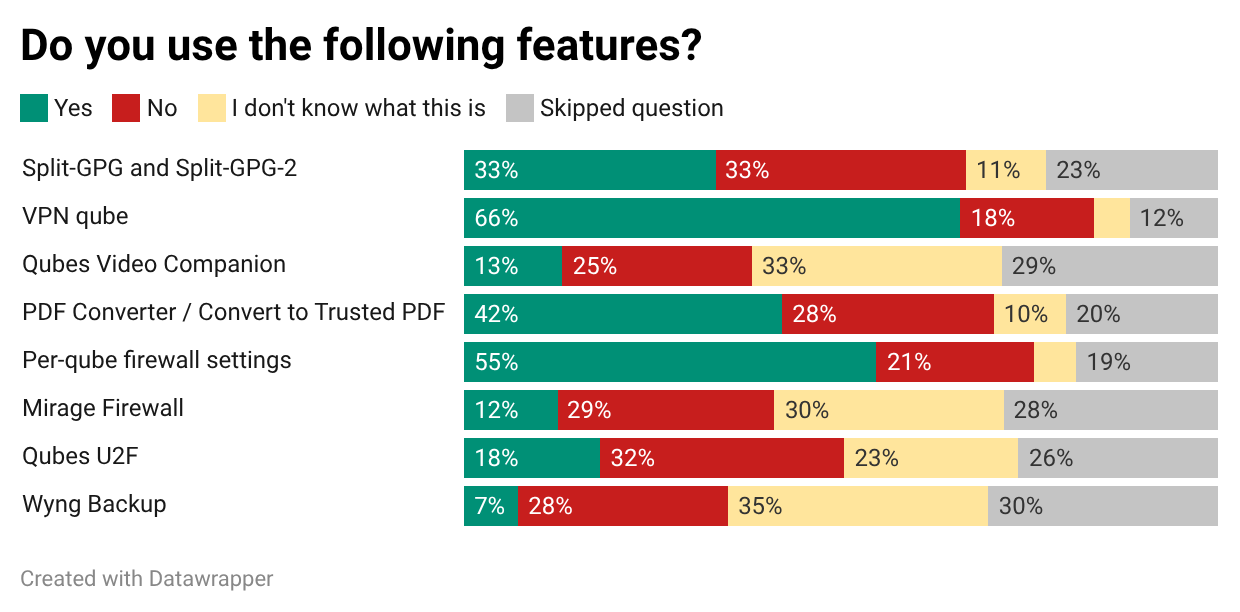 Do you use the following features?
Yes No I don't know what this is Skipped question
Split-GPG and Split-GPG-2 33% 33% 11% 23%
VPN qube 66% 18% 12%
Qubes Video Companion 13% 25% 33% 29%
PDF Converter / Convert to Trusted PDF 42% 28% 10% 20%
Per-qube firewall settings 55% 21% 19%
Mirage Firewall 12% 29% 30% 28%
Qubes U2F 18% 32% 23% 26%
Wyng Backup 7% 28% 35% 30%
Created with Datawrapper